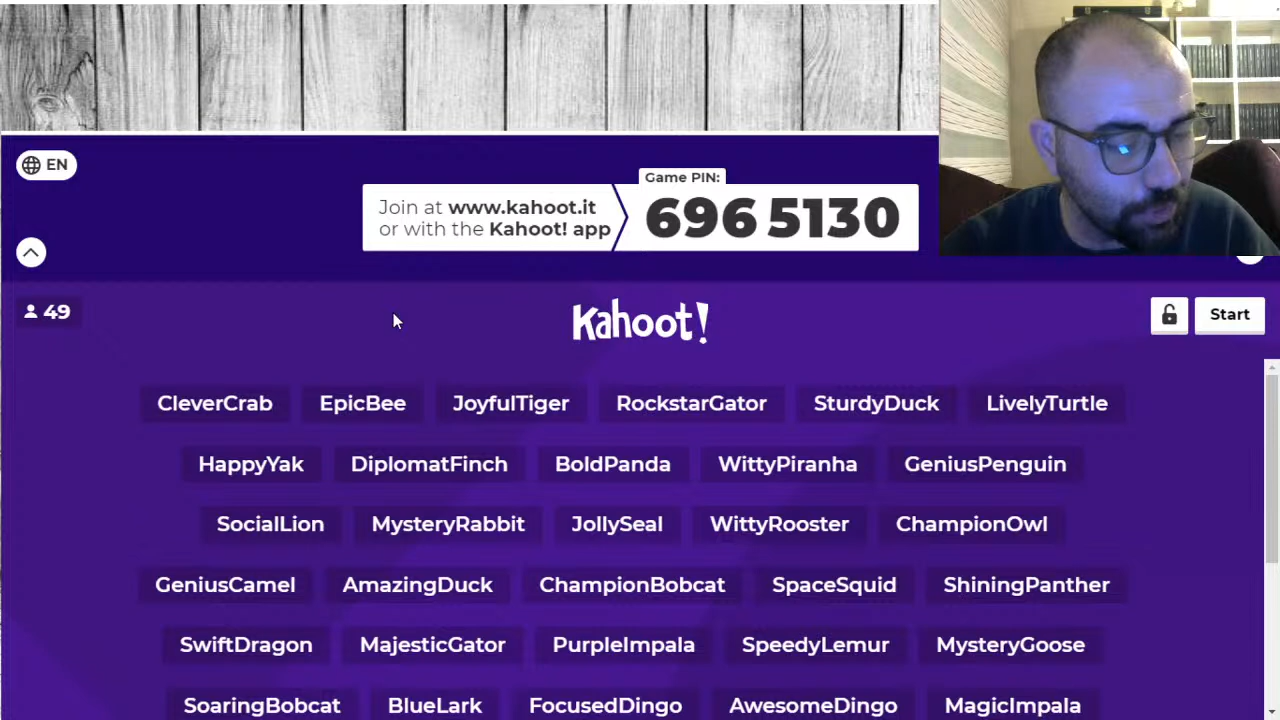 EN
Game PIN:
Join at www.kahoot.it
or with the Kahoot! app
696 5130
49
Kahoot!
Start
CleverCrab EpicBee JoyfulTiger RockstarGator SturdyDuck LivelyTurtle
HappyYak DiplomatFinch BoldPanda WittyPiranha GeniusPenguin
SocialLion MysteryRabbit JollySeal WittyRooster ChampionOwl
GeniusCamel AmazingDuck ChampionBobcat SpaceSquid ShiningPanther
SwiftDragon MajesticGator PurpleImpala SpeedyLemur MysteryGoose
SoaringBobcat BlueLark FocusedDingo AwesomeDingo MagicImpala